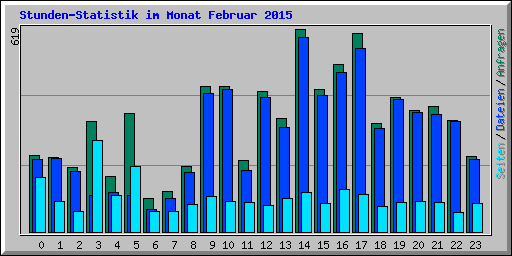 Stunden-Statistik im Monat Februar 2015
619
Seiten/Dateien/Anfragen
0 1 2 3 4 5 6 7 8 9 10 11 12 13 14 15 16 17 18 19 20 21 22 23